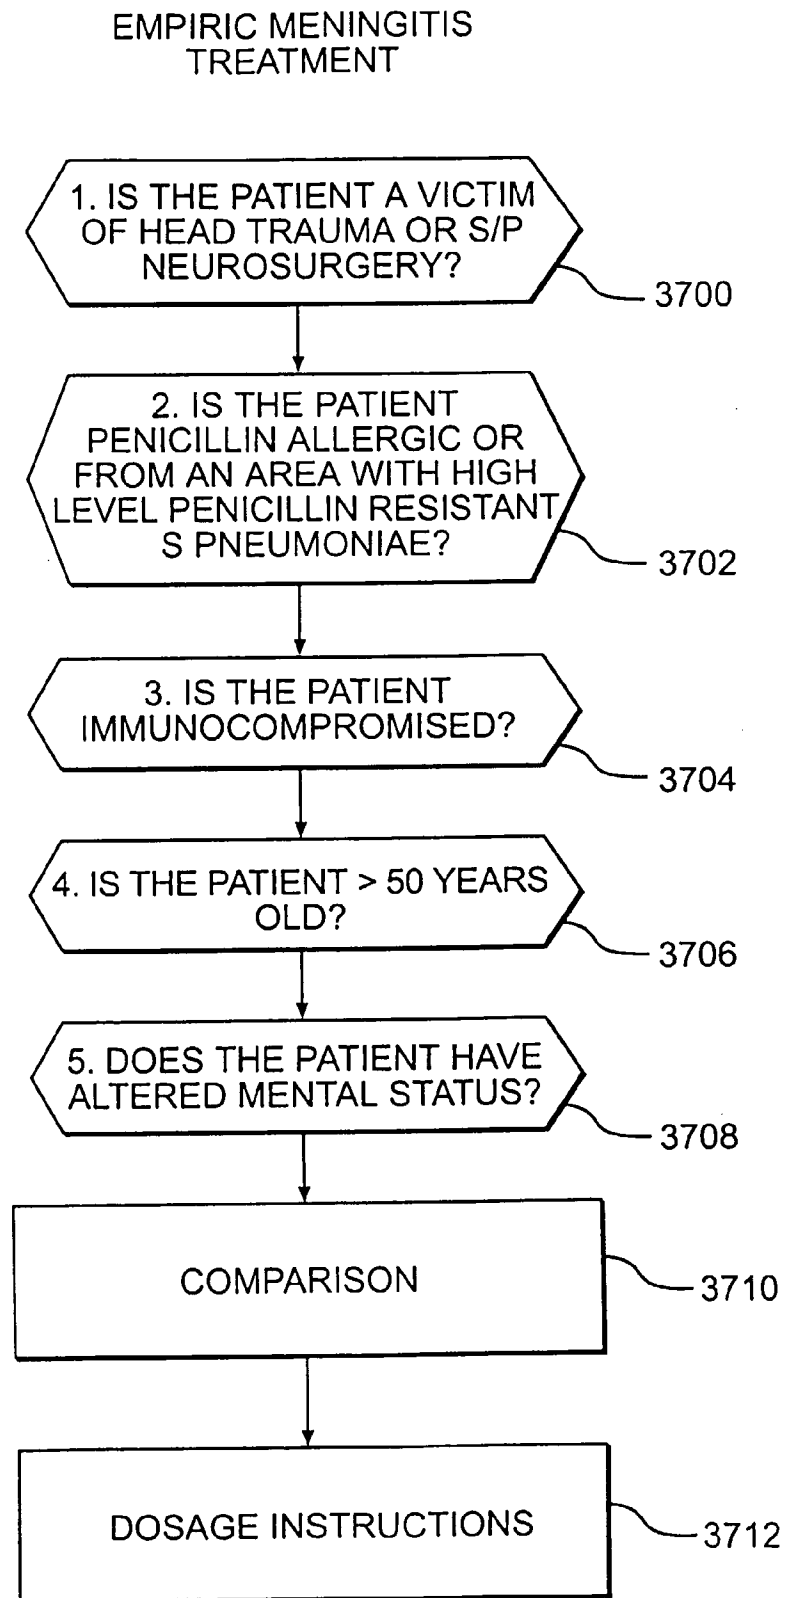 EMPIRIC MENINGITIS
TREATMENT
1. IS THE PATIENT A VICTIM
OF HEAD TRAUMA OR S/P
NEUROSURGERY?
3700
2. IS THE PATIENT
PENICILLIN ALLERGIC OR
FROM AN AREA WITH HIGH
LEVEL PENICILLIN RESISTANT
S PNEUMONIAE?
3702
3. IS THE PATIENT
IMMUNOCOMPROMISED?
3704
4. IS THE PATIENT > 50 YEARS
OLD?
3706
5. DOES THE PATIENT HAVE
ALTERED MENTAL STATUS?
3708
COMPARISON
3710
DOSAGE INSTRUCTIONS
3712